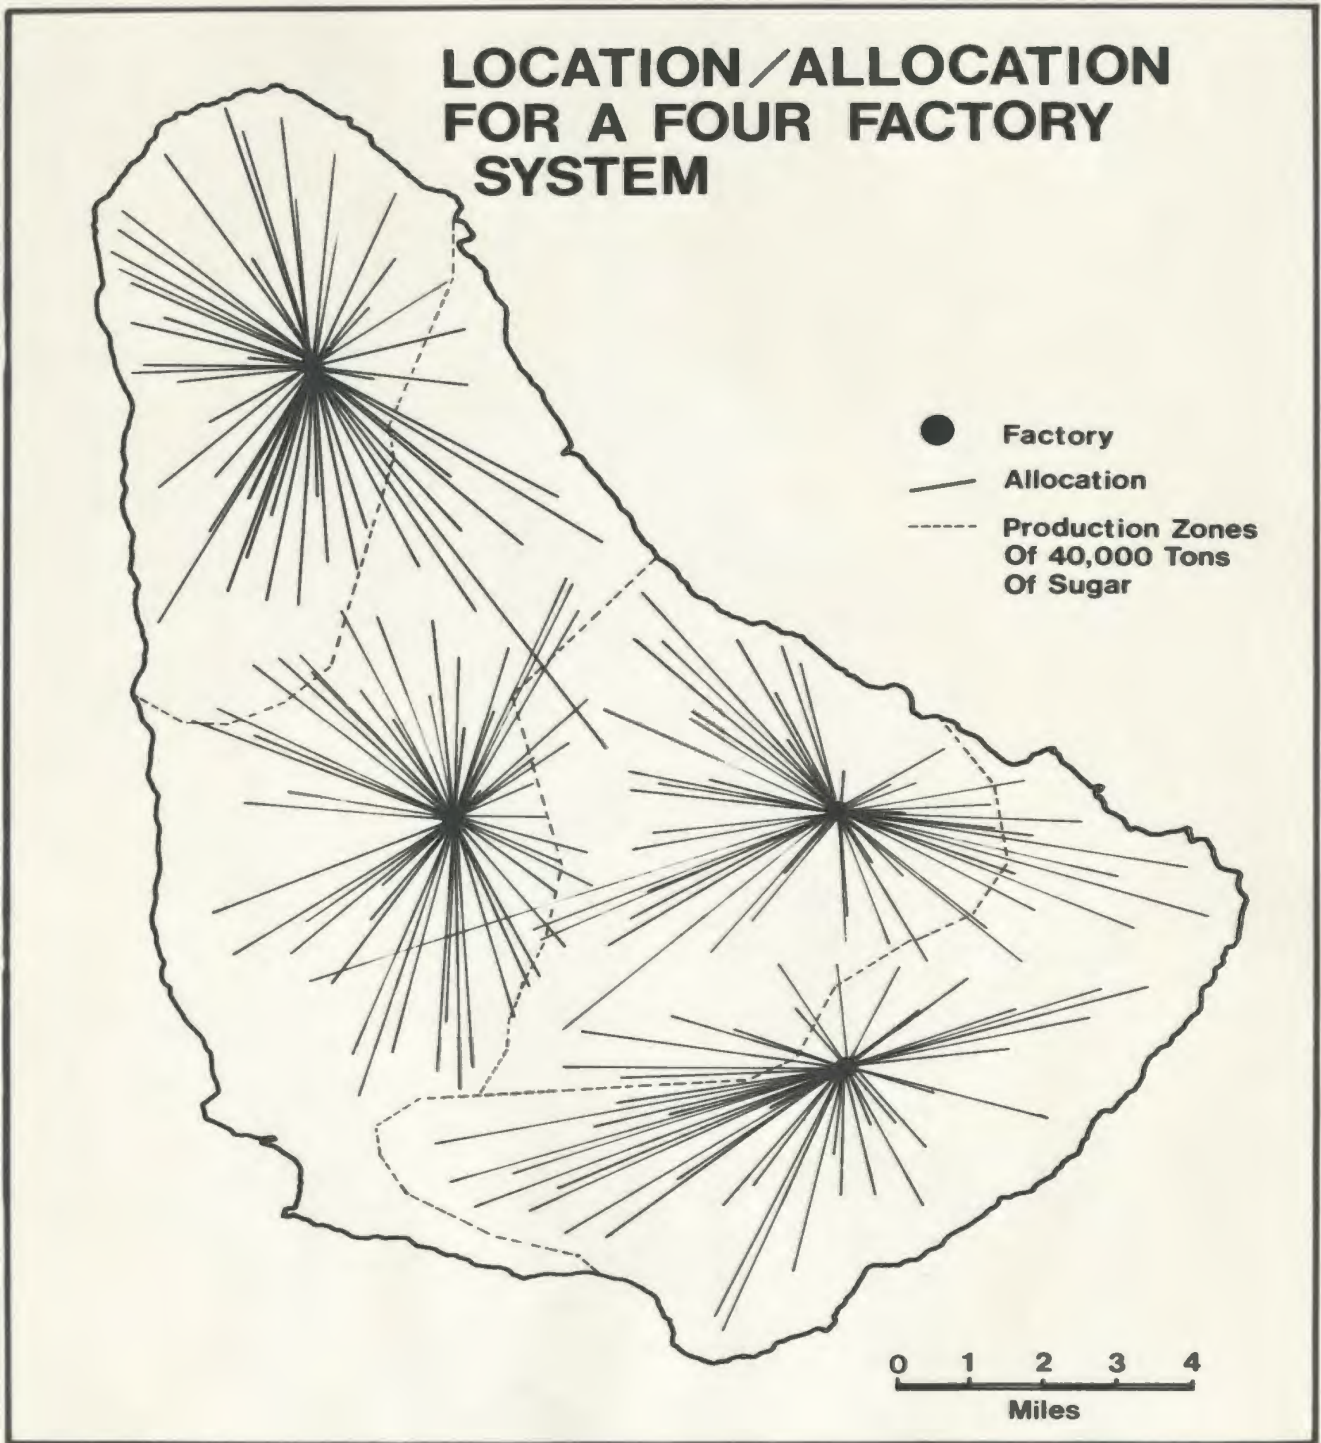 LOCATION/ALLOCATION
FOR A FOUR FACTORY
SYSTEM
Factory
Allocation
Production Zones
Of 40,000 Tons
Of Sugar
0 1 2 3 4
Miles